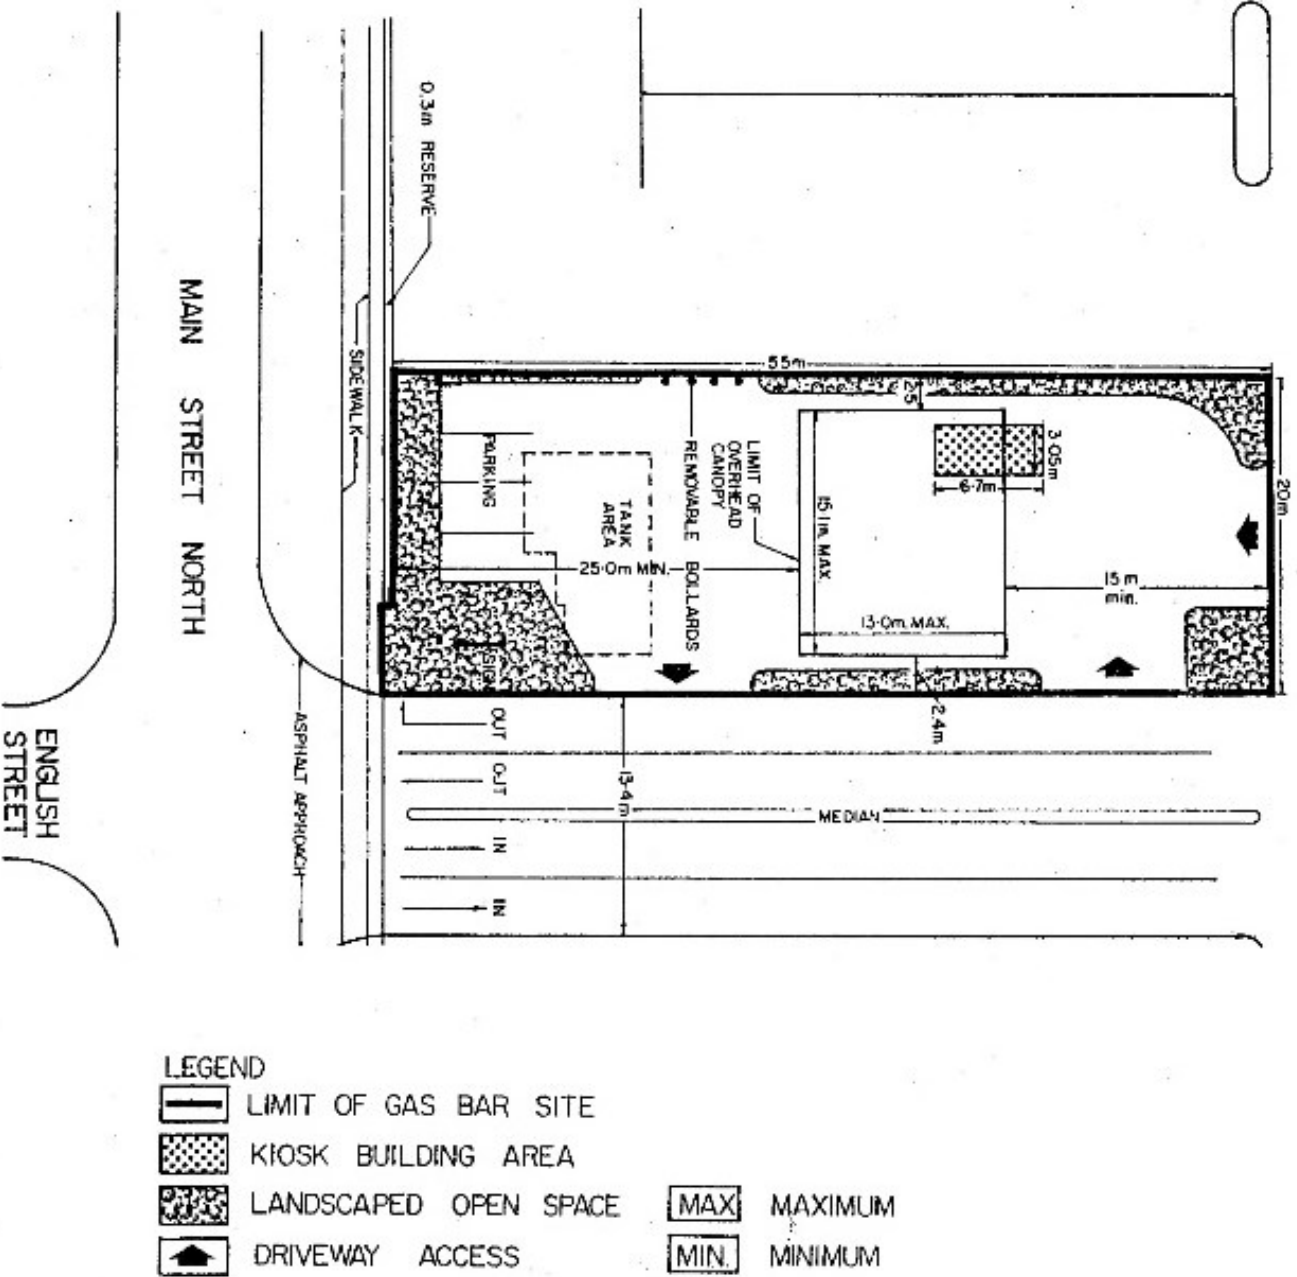 0.3m RESERVE
MAIN STREET NORTH
SIDEWALK
55m
2.5
3.05m
6.7m
20m
PARKING
TANK
AREA
REMOVABLE BOLLARDS
LIMIT OF
OVERHEAD
CANOPY
15.1m. MAX
25.0m MIN.
15 m
min.
13.0m. MAX.
SIGN
2.4m.
ENGLISH
STREET
ASPHALT APPROACH
OUT
OUT
13.4m
MEDIAN
IN
IN
LEGEND
LIMIT OF GAS BAR SITE
KIOSK BUILDING AREA
LANDSCAPED OPEN SPACE
MAX MAXIMUM
DRIVEWAY ACCESS
MIN. MINIMUM